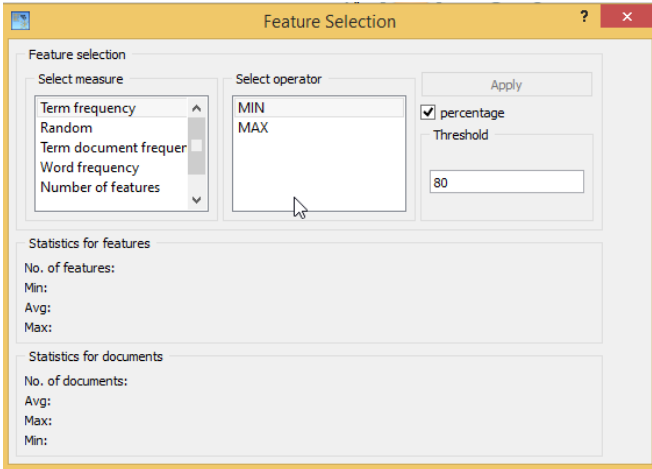 Feature Selection
?
×
Feature selection
Select measure
Term frequency
Random
Term document frequer
Word frequency
Number of features
Select operator
MIN
MAX
Apply
percentage
Threshold
80
Statistics for features
No. of features:
Min:
Avg:
Max:
Statistics for documents
No. of documents:
Avg:
Max:
Min: